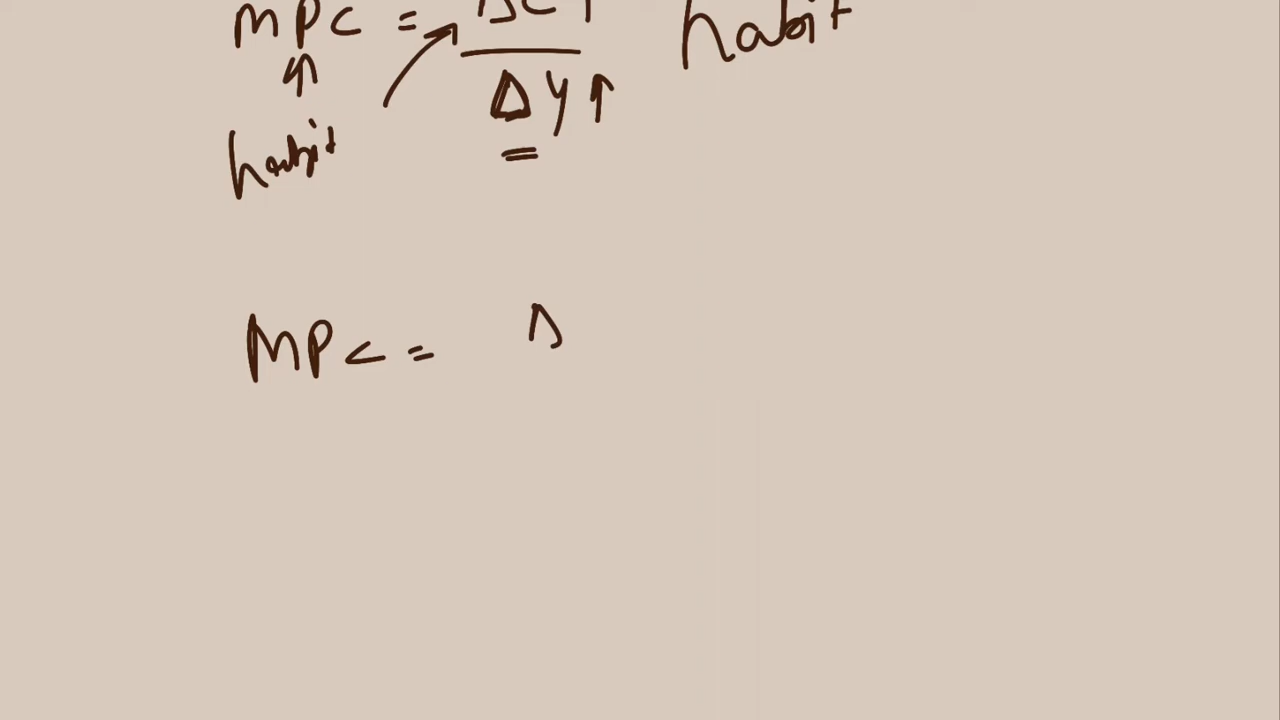 MPC = ΔC↑ habit
ΔY↑
habit
MPC = Δ